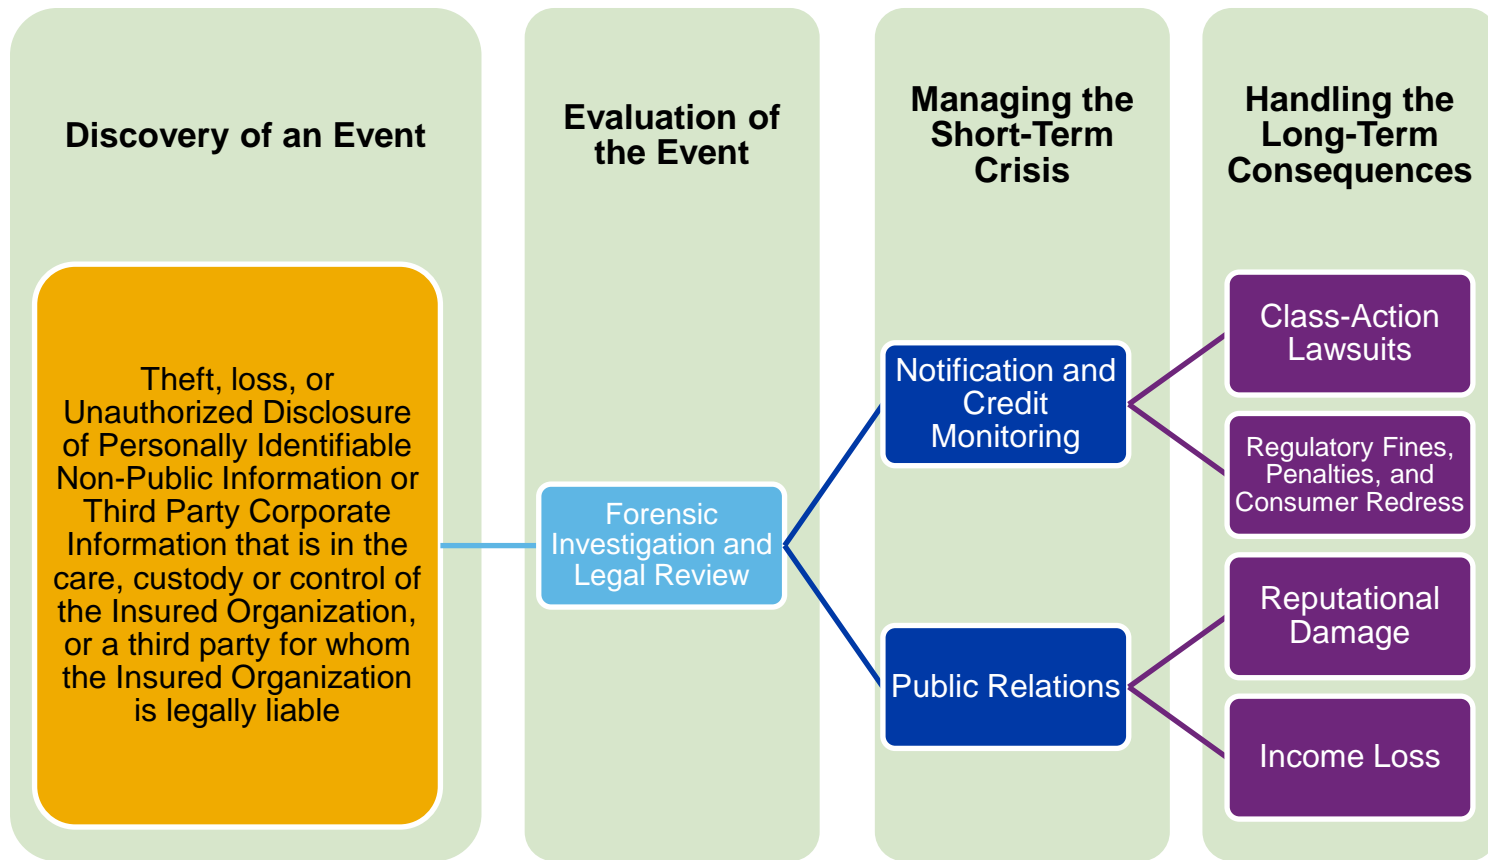 Discovery of an Event
Evaluation of
the Event
Managing the
Short-Term
Crisis
Handling the
Long-Term
Consequences
Theft, loss, or
Unauthorized Disclosure
of Personally Identifiable
Non-Public Information or
Third Party Corporate
Information that is in the
care, custody or control of
the Insured Organization,
or a third party for whom
the Insured Organization
is legally liable
Forensic
Investigation and
Legal Review
Notification and
Credit
Monitoring
Public Relations
Class-Action
Lawsuits
Regulatory Fines,
Penalties, and
Consumer Redress
Reputational
Damage
Income Loss